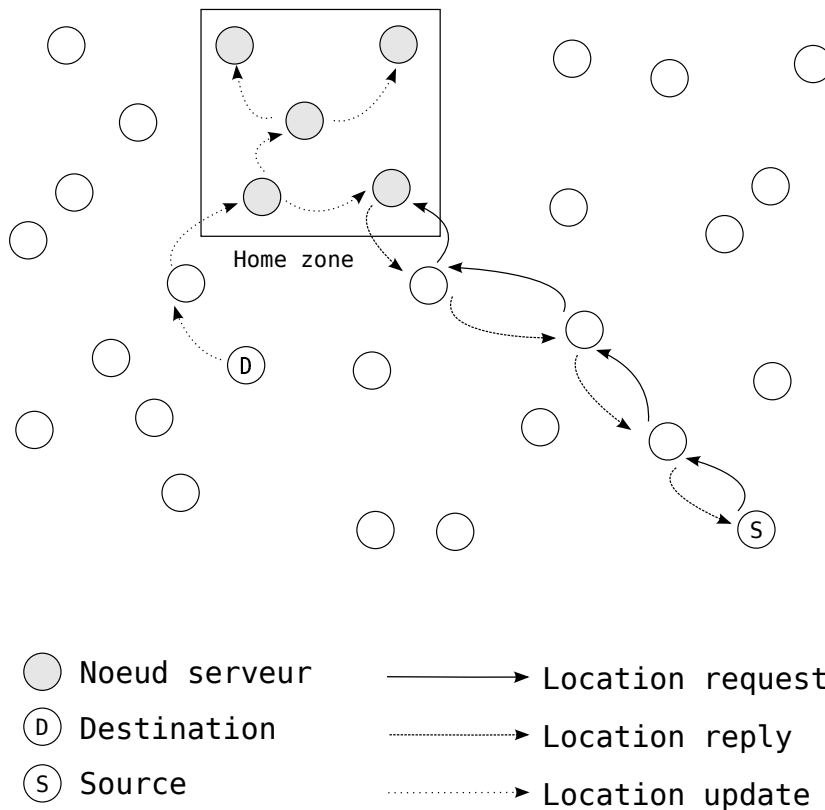 Home zone
D
S
Noeud serveur
Location request
D Destination
Location reply
S Source
Location update